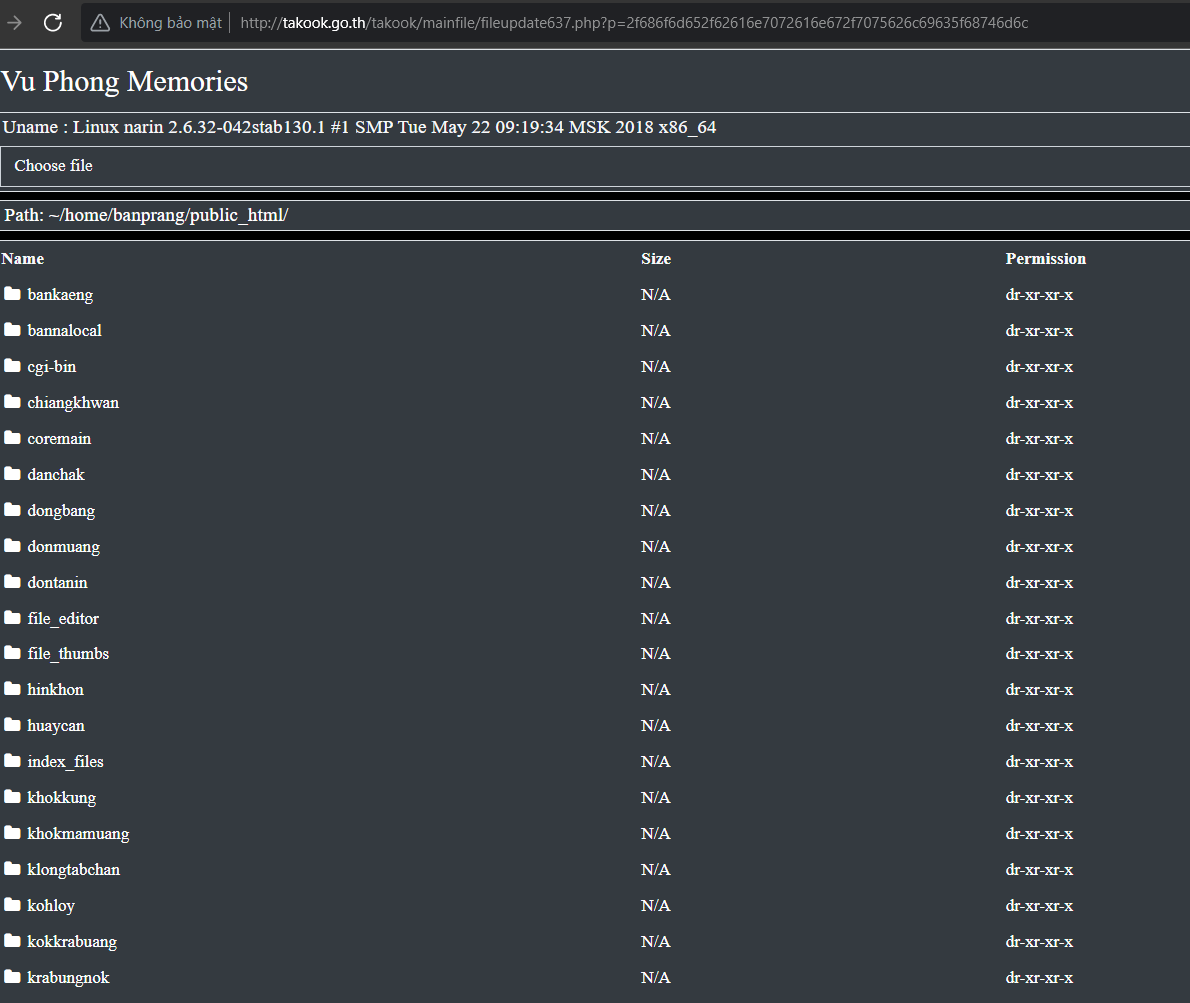 Không bảo mật http://takook.go.th/takook/mainfile/fileupdate637.php?p=2f686f6d652f62616e7072616e672f7075626c69635f68746d6c
Vu Phong Memories
Uname : Linux narin 2.6.32-042stab130.1 #1 SMP Tue May 22 09:19:34 MSK 2018 x86_64
Choose file
Path: ~/home/banprang/public_html/
Name Size Permission
bankaeng N/A dr-xr-xr-x
bannalocal N/A dr-xr-xr-x
cgi-bin N/A dr-xr-xr-x
chiangkhwan N/A dr-xr-xr-x
coremain N/A dr-xr-xr-x
danchak N/A dr-xr-xr-x
dongbang N/A dr-xr-xr-x
donmuang N/A dr-xr-xr-x
dontanin N/A dr-xr-xr-x
file_editor N/A dr-xr-xr-x
file_thumbs N/A dr-xr-xr-x
hinkhon N/A dr-xr-xr-x
huaycan N/A dr-xr-xr-x
index_files N/A dr-xr-xr-x
khokkung N/A dr-xr-xr-x
khokmamuang N/A dr-xr-xr-x
klongtabchan N/A dr-xr-xr-x
kohloy N/A dr-xr-xr-x
kokkrabuang N/A dr-xr-xr-x
krabungnok N/A dr-xr-xr-x